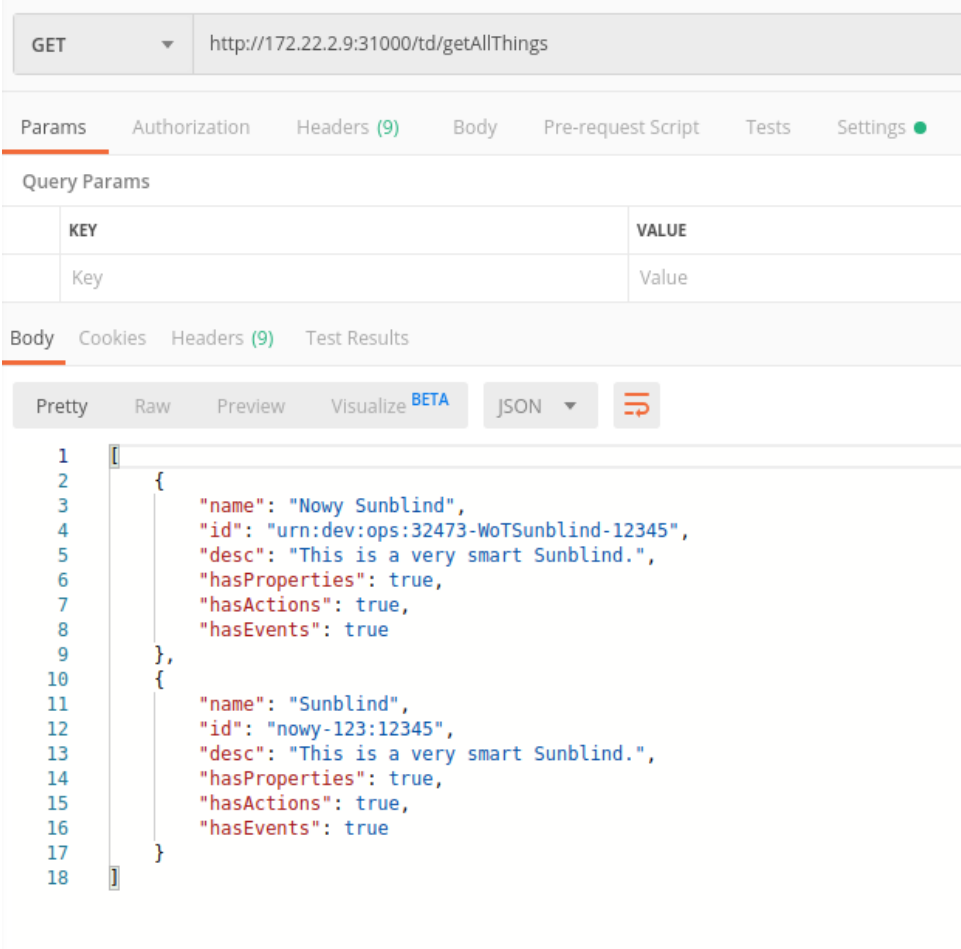 GET http://172.22.2.9:31000/td/getAllThings
Params Authorization Headers (9) Body Pre-request Script Tests Settings
Query Params
KEY VALUE
Key Value
Body Cookies Headers (9) Test Results
Pretty Raw Preview Visualize BETA JSON
1 [
2 {
3 "name": "Nowy Sunblind",
4 "id": "urn:dev:ops:32473-WoTSunblind-12345",
5 "desc": "This is a very smart Sunblind.",
6 "hasProperties": true,
7 "hasActions": true,
8 "hasEvents": true
9 },
10 {
11 "name": "Sunblind",
12 "id": "nowy-123:12345",
13 "desc": "This is a very smart Sunblind.",
14 "hasProperties": true,
15 "hasActions": true,
16 "hasEvents": true
17 }
18 ]